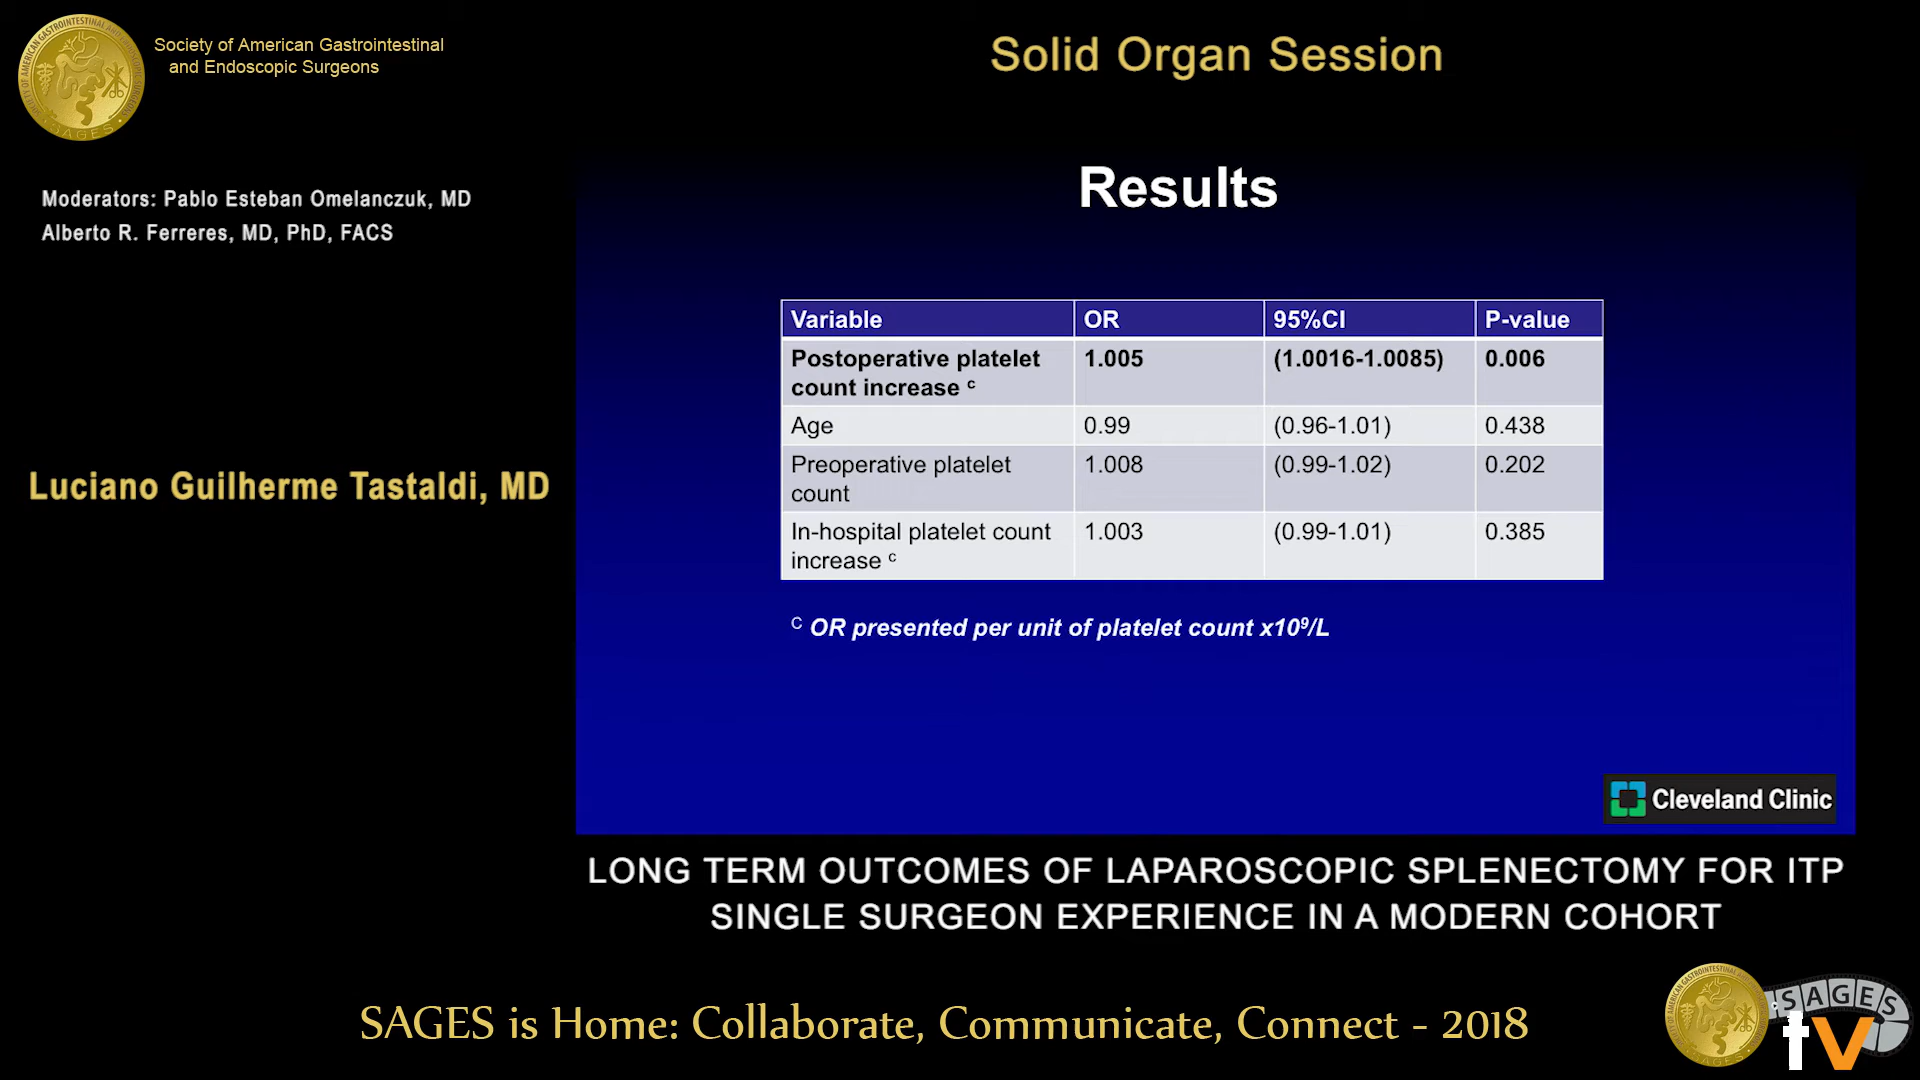 Society of American Gastrointestinal
and Endoscopic Surgeons
Solid Organ Session
Moderators: Pablo Esteban Omelanczuk, MD
Alberto R. Ferreres, MD, PhD, FACS
Luciano Guilherme Tastaldi, MD
Results
Variable OR 95%CI P-value
Postoperative platelet 1.005 (1.0016-1.0085) 0.006
count increase ᶜ
Age 0.99 (0.96-1.01) 0.438
Preoperative platelet 1.008 (0.99-1.02) 0.202
count
In-hospital platelet count 1.003 (0.99-1.01) 0.385
increase ᶜ
ᶜ OR presented per unit of platelet count x10⁹/L
Cleveland Clinic
LONG TERM OUTCOMES OF LAPAROSCOPIC SPLENECTOMY FOR ITP
SINGLE SURGEON EXPERIENCE IN A MODERN COHORT
SAGES is Home: Collaborate, Communicate, Connect - 2018
SAGES
tv